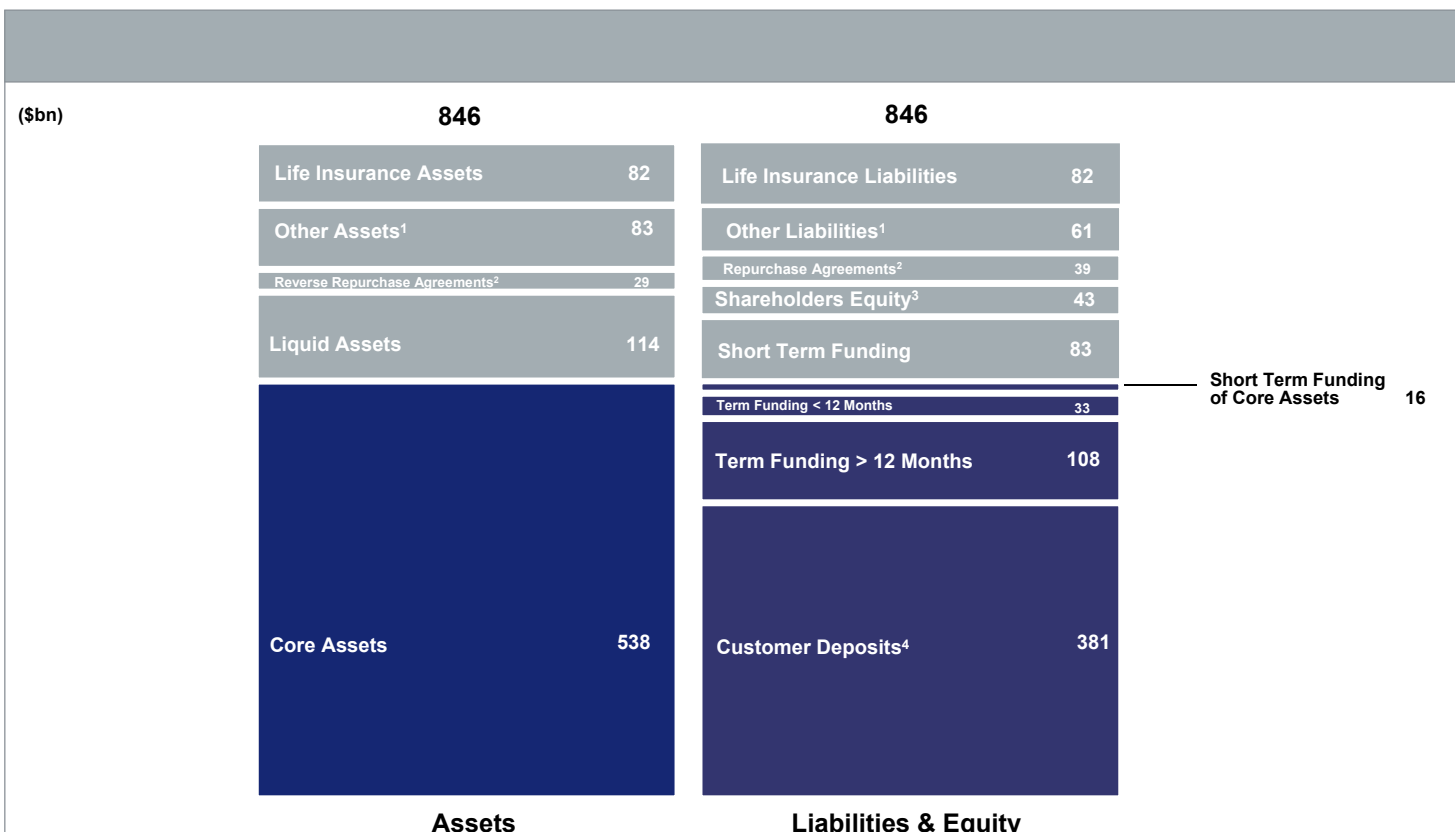 ($bn)
846
846
Life Insurance Assets 82
Other Assets¹ 83
Reverse Repurchase Agreements² 29
Liquid Assets 114
Core Assets 538
Assets
Life Insurance Liabilities 82
Other Liabilities¹ 61
Repurchase Agreements² 39
Shareholders Equity³ 43
Short Term Funding 83
Short Term Funding
of Core Assets 16
Term Funding < 12 Months 33
Term Funding > 12 Months 108
Customer Deposits⁴ 381
Liabilities & Equity